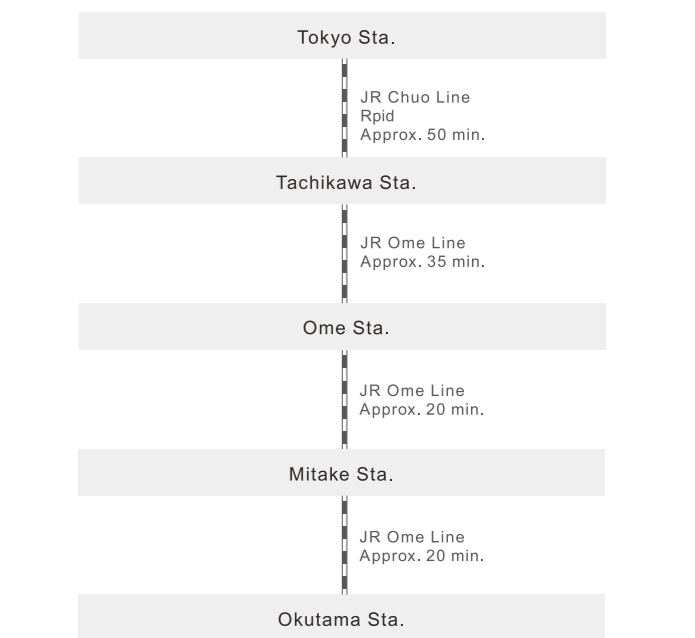 Tokyo Sta.
JR Chuo Line
Rpid
Approx. 50 min.
Tachikawa Sta.
JR Ome Line
Approx. 35 min.
Ome Sta.
JR Ome Line
Approx. 20 min.
Mitake Sta.
JR Ome Line
Approx. 20 min.
Okutama Sta.